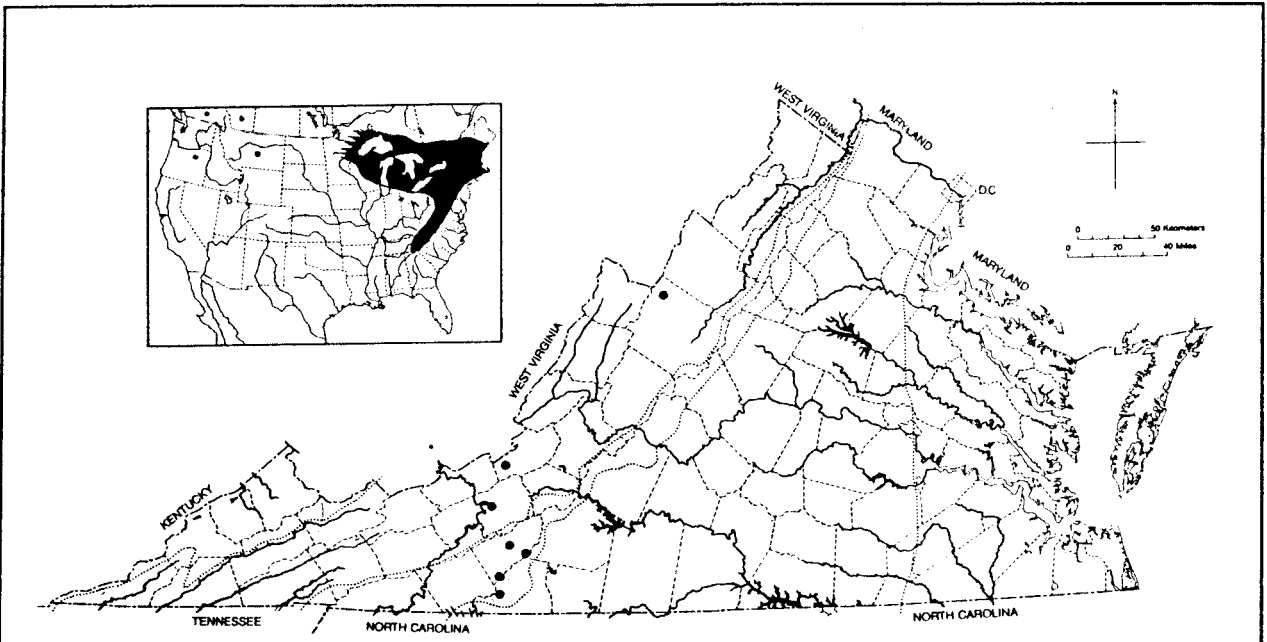 WEST VIRGINIA
MARYLAND
N
D.C
0 50 Kilometers
0 20 40 Miles
MARYLAND
WEST VIRGINIA
KENTUCKY
TENNESSEE
NORTH CAROLINA
NORTH CAROLINA